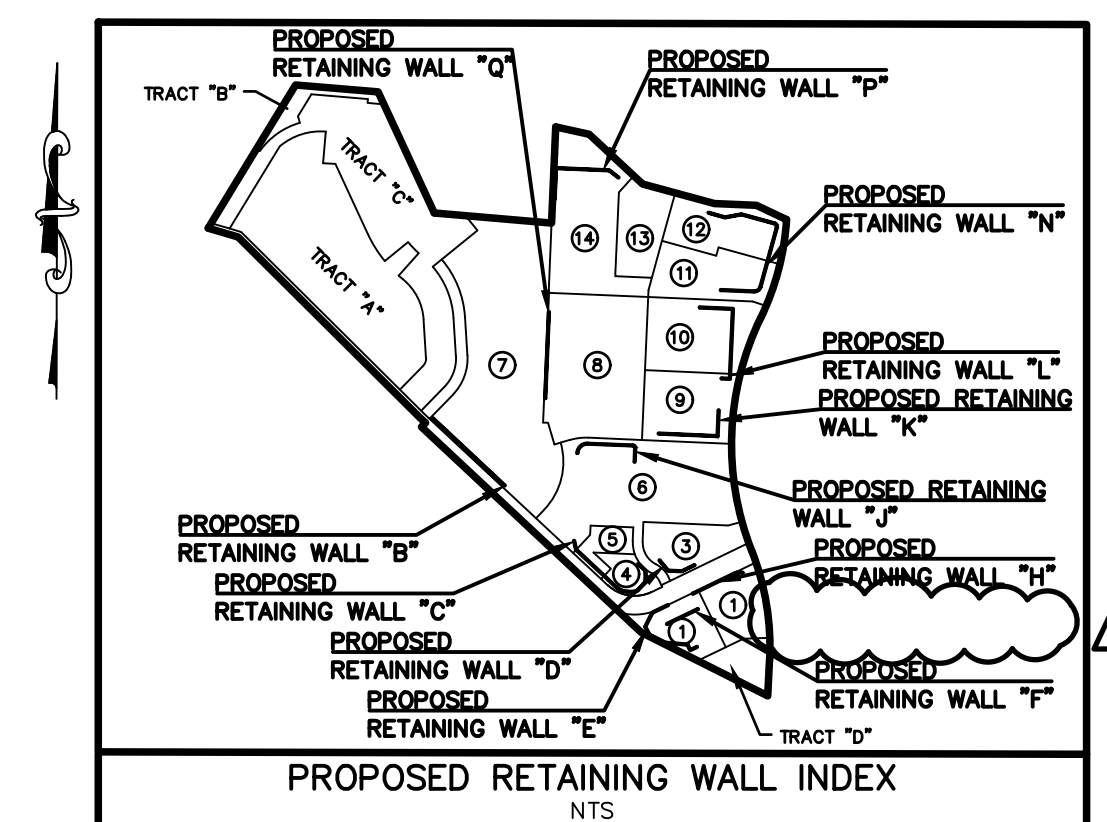 PROPOSED
RETAINING WALL "Q"
PROPOSED
RETAINING WALL "P"
TRACT "B"
TRACT "C"
PROPOSED
RETAINING WALL "N"
12
14
13
11
TRACT "A"
10
PROPOSED
RETAINING WALL "L"
7
8
9
PROPOSED RETAINING
WALL "K"
6
PROPOSED RETAINING
WALL "J"
PROPOSED
RETAINING WALL "B"
5
3
PROPOSED
RETAINING WALL "H"
4
PROPOSED
RETAINING WALL "C"
1
1
PROPOSED
RETAINING WALL "D"
PROPOSED
RETAINING WALL "F"
PROPOSED
RETAINING WALL "E"
TRACT "D"
PROPOSED RETAINING WALL INDEX
NTS